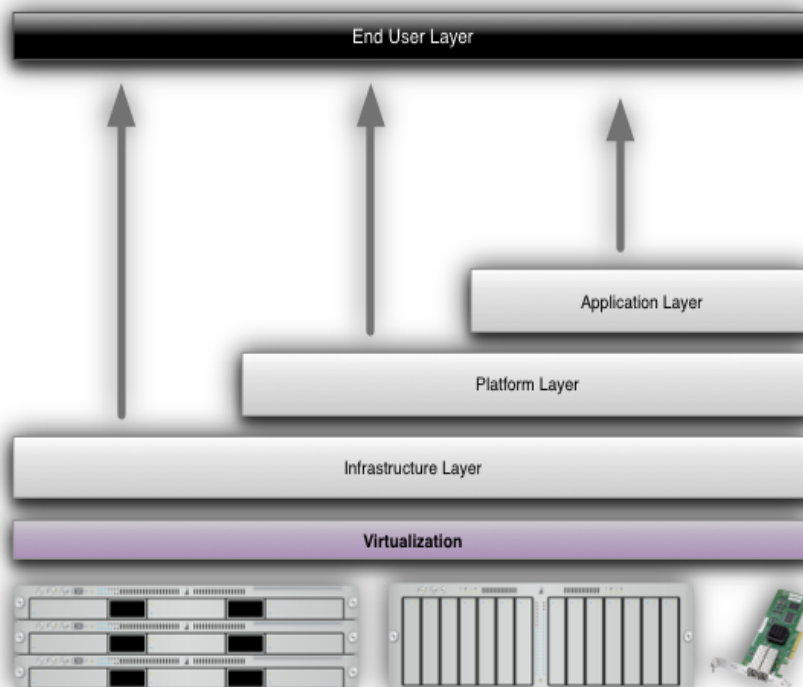 End User Layer
Application Layer
Platform Layer
Infrastructure Layer
Virtualization